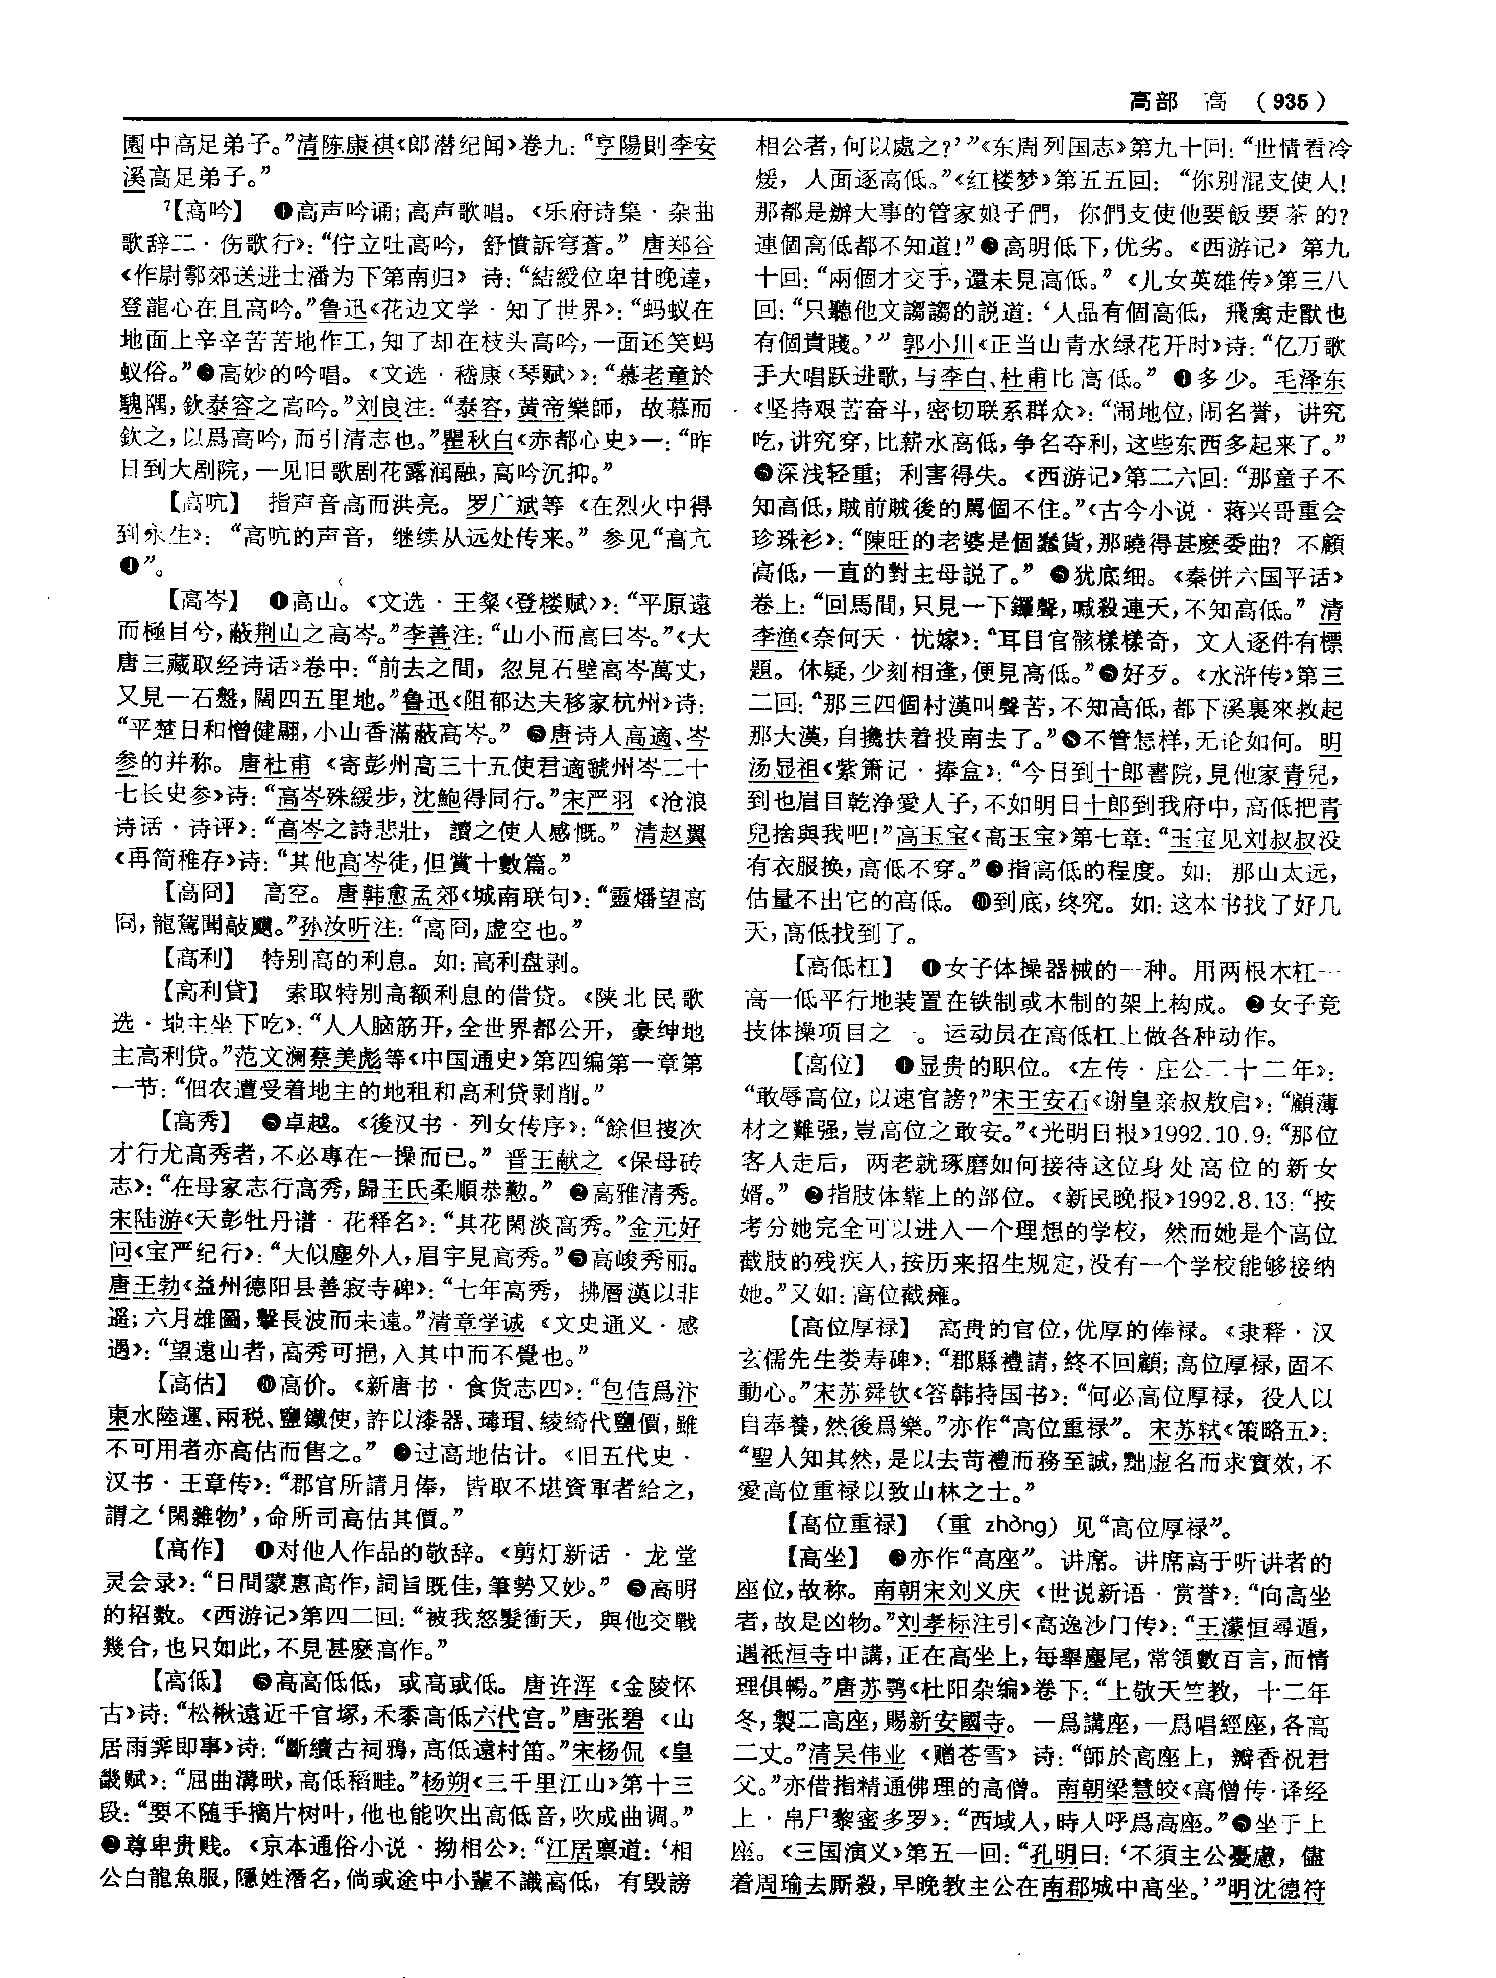 高部 高 （935）
園中高足弟子。”清陈康祺《郎潜纪闻》卷九：“亨陽則李安
溪高足弟子。”
【高吟】 ❶高声吟诵；高声歌唱。《乐府诗集·杂曲
歌辞二·伤歌行》：“佇立吐高吟，舒憤訴穹蒼。”唐郑谷
《作尉鄠郊送进士潘为下第南归》诗：“結綬位卑甘晚達，
登龍心在且高吟。”鲁迅《花边文学·知了世界》：“蚂蚁在
地面上辛辛苦苦地作工，知了却在枝头高吟，一面还笑蚂
蚁俗。”❷高妙的吟唱。《文选·嵇康〈琴赋〉》：“慕老童於
騩隅，欽泰容之高吟。”刘良注：“泰容，黄帝樂師，故慕而
欽之，以爲高吟，而引清志也。”瞿秋白《赤都心史》一：“昨
日到大剧院，一见旧歌剧花露润融，高吟沉抑。”
【高吭】 指声音高而洪亮。罗广斌等《在烈火中得
到永生》：“高吭的声音，继续从远处传来。”参见“高亢
❶”。
【高岑】 ❶高山。《文选·王粲〈登楼赋〉》：“平原遠
而極目兮，蔽荆山之高岑。”李善注：“山小而高曰岑。”《大
唐三藏取经诗话》卷中：“前去之間，忽見石壁高岑萬丈，
又見一石盤，闊四五里地。”鲁迅《阻郁达夫移家杭州》诗：
“平楚日和憎健翮，小山香滿蔽高岑。”❷唐诗人高適、岑
参的并称。唐杜甫《寄彭州高三十五使君適虢州岑二十
七长史参》诗：“高岑殊緩步，沈鮑得同行。”宋严羽《沧浪
诗话·诗评》：“高岑之詩悲壯，讀之使人感慨。”清赵翼
《再简稚存》诗：“其他高岑徒，但賞十數篇。”
【高冏】 高空。唐韩愈孟郊《城南联句》：“靈燔望高
冏，龍駕聞敲颷。”孙汝听注：“高冏，虚空也。”
【高利】 特别高的利息。如：高利盘剥。
【高利貸】 索取特别高额利息的借贷。《陕北民歌
选·地主坐下吃》：“人人脑筋开，全世界都公开，豪绅地
主高利贷。”范文澜蔡美彪等《中国通史》第四编第一章第
一节：“佃农遭受着地主的地租和高利贷剥削。”
【高秀】 ❶卓越。《後汉书·列女传序》：“餘但搜次
才行尤高秀者，不必專在一操而已。”晋王献之《保母砖
志》：“在母家志行高秀，歸王氏柔順恭懃。”❷高雅清秀。
宋陆游《天彭牡丹谱·花释名》：“其花閑淡高秀。”金元好
问《宝严纪行》：“大似塵外人，眉宇見高秀。”❸高峻秀丽。
唐王勃《益州德阳县善寂寺碑》：“七年高秀，拂層漢以非
遥；六月雄圖，擊長波而未遠。”清章学诚《文史通义·感
遇》：“望遠山者，高秀可挹，入其中而不覺也。”
【高估】 ❶高价。《新唐书·食货志四》：“包佶爲汴
東水陸運、兩税、鹽鐵使，許以漆器、瑇瑁、綾綺代鹽價，雖
不可用者亦高估而售之。”❷过高地估计。《旧五代史·
汉书·王章传》：“郡官所請月俸，皆取不堪資軍者給之，
謂之‘閑雜物’，命所司高估其價。”
【高作】 ❶对他人作品的敬辞。《剪灯新话·龙堂
灵会录》：“日間蒙惠高作，詞旨既佳，筆勢又妙。”❷高明
的招数。《西游记》第四二回：“被我怒髮衝天，與他交戰
幾合，也只如此，不見甚麽高作。”
【高低】 ❶高高低低，或高或低。唐许浑《金陵怀
古》诗：“松楸遠近千官塚，禾黍高低六代宫。”唐张碧《山
居雨霁即事》诗：“斷續古祠鴉，高低遠村笛。”宋杨侃《皇
畿赋》：“屈曲溝畎，高低稻畦。”杨朔《三千里江山》第十三
段：“要不随手摘片树叶，他也能吹出高低音，吹成曲调。”
❷尊卑贵贱。《京本通俗小说·拗相公》：“江居禀道：‘相
公白龍魚服，隱姓潛名，倘或途中小輩不識高低，有毁謗
相公者，何以處之？’”《东周列国志》第九十回：“世情看冷
煖，人面逐高低。”《红楼梦》第五五回：“你别混支使人！
那都是辦大事的管家娘子們，你們支使他要飯要茶的？
連個高低都不知道！”❸高明低下，优劣。《西游记》第九
十回：“兩個才交手，還未見高低。”《儿女英雄传》第三八
回：“只聽他文謅謅的説道：‘人品有個高低，飛禽走獸也
有個貴賤。’”郭小川《正当山青水绿花开时》诗：“亿万歌
手大唱跃进歌，与李白、杜甫比高低。”❹多少。毛泽东
《坚持艰苦奋斗，密切联系群众》：“闹地位，闹名誉，讲究
吃，讲究穿，比薪水高低，争名夺利，这些东西多起来了。”
❺深浅轻重；利害得失。《西游记》第二六回：“那童子不
知高低，賊前賊後的駡個不住。”《古今小说·蒋兴哥重会
珍珠衫》：“陳旺的老婆是個蠢貨，那曉得甚麽委曲？不顧
高低，一直的對主母説了。”❻犹底细。《秦併六国平话》
卷上：“回馬間，只見一下鑼聲，喊殺連天，不知高低。”清
李渔《奈何天·忧嫁》：“耳目官骸樣樣奇，文人逐件有標
題。休疑，少刻相逢，便見高低。”❼好歹。《水浒传》第三
二回：“那三四個村漢叫聲苦，不知高低，都下溪裏來救起
那大漢，自攙扶着投南去了。”❽不管怎样，无论如何。明
汤显祖《紫箫记·捧盒》：“今日到十郎書院，見他家青兒，
到也眉目乾浄愛人子，不如明日十郎到我府中，高低把青
兒捨與我吧！”高玉宝《高玉宝》第七章：“玉宝见刘叔叔没
有衣服换，高低不穿。”❾指高低的程度。如：那山太远，
估量不出它的高低。❿到底，终究。如：这本书找了好几
天，高低找到了。
【高低杠】 ❶女子体操器械的一种。用两根木杠一
高一低平行地装置在铁制或木制的架上构成。❷女子竞
技体操项目之一。运动员在高低杠上做各种动作。
【高位】 ❶显贵的职位。《左传·庄公二十二年》：
“敢辱高位，以速官謗？”宋王安石《谢皇亲叔敖启》：“顧薄
材之難强，豈高位之敢安。”《光明日报》1992.10.9：“那位
客人走后，两老就琢磨如何接待这位身处高位的新女
婿。”❷指肢体靠上的部位。《新民晚报》1992.8.13：“按
考分她完全可以进入一个理想的学校，然而她是个高位
截肢的残疾人，按历来招生规定，没有一个学校能够接纳
她。”又如：高位截瘫。
【高位厚禄】 高贵的官位，优厚的俸禄。《隶释·汉
玄儒先生娄寿碑》：“郡縣禮請，終不回顧；高位厚禄，固不
動心。”宋苏舜钦《答韩持国书》：“何必高位厚禄，役人以
自奉養，然後爲樂。”亦作“高位重禄”。宋苏轼《策略五》：
“聖人知其然，是以去苛禮而務至誠，黜虚名而求實效，不
愛高位重禄以致山林之士。”
【高位重禄】 （重 zhòng）见“高位厚禄”。
【高坐】 ❶亦作“高座”。讲席。讲席高于听讲者的
座位，故称。南朝宋刘义庆《世说新语·赏誉》：“向高坐
者，故是凶物。”刘孝标注引《高逸沙门传》：“王濛恒尋遁，
遇祇洹寺中講，正在高坐上，每舉麈尾，常領數百言，而情
理俱暢。”唐苏鹗《杜阳杂编》卷下：“上敬天竺教，十二年
冬，製二高座，賜新安國寺。一爲講座，一爲唱經座，各高
二丈。”清吴伟业《赠苍雪》诗：“師於高座上，瓣香祝君
父。”亦借指精通佛理的高僧。南朝梁慧皎《高僧传·译经
上·帛尸黎蜜多罗》：“西域人，時人呼爲高座。”❷坐于上
座。《三国演义》第五一回：“孔明曰：‘不須主公憂慮，儘
着周瑜去厮殺，早晚教主公在南郡城中高坐。’”明沈德符